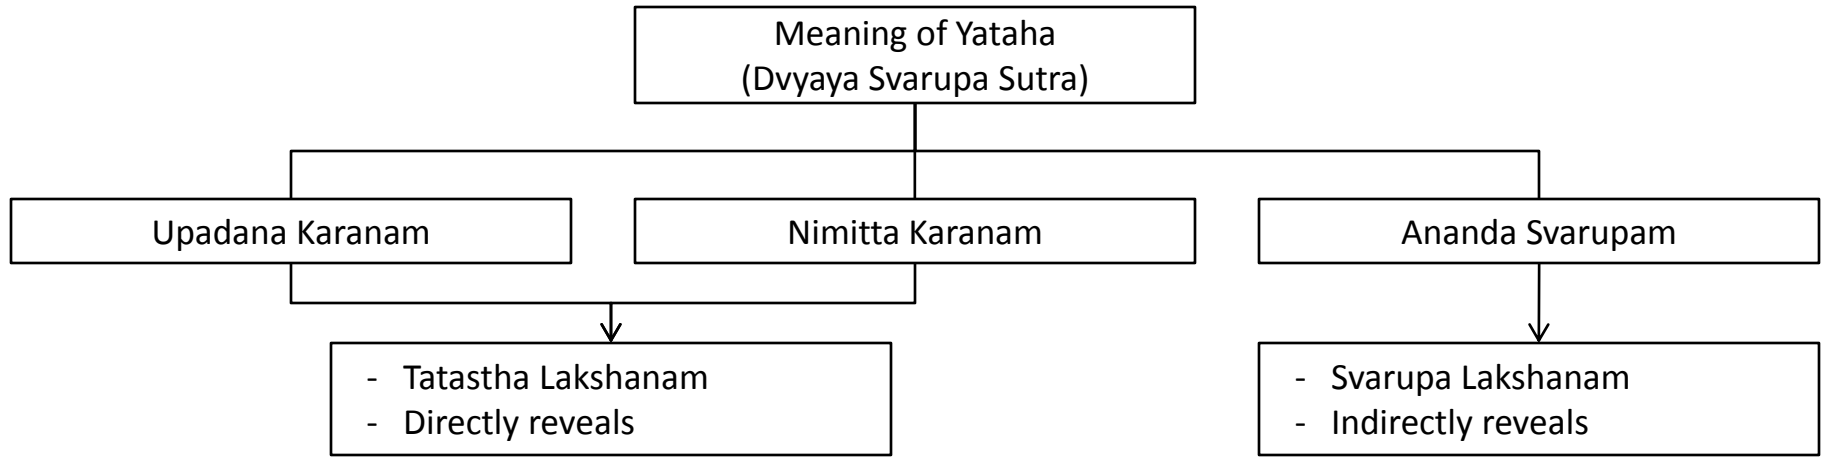 Meaning of Yataha
(Dvyaya Svarupa Sutra)
Upadana Karanam
Nimitta Karanam
Ananda Svarupam
- Tatastha Lakshanam
- Directly reveals
- Svarupa Lakshanam
- Indirectly reveals